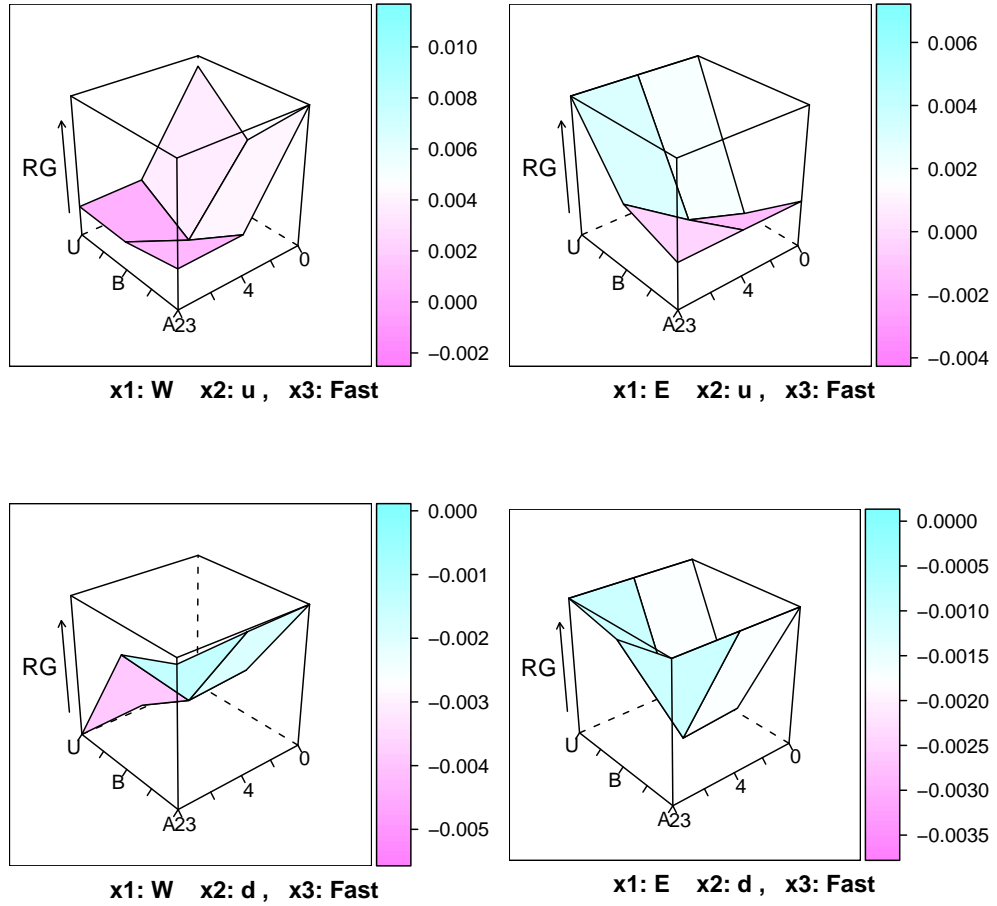 RG
U
B
A23
4
0
0.010
0.008
0.006
0.004
0.002
0.000
−0.002
x1: W x2: u , x3: Fast
RG
U
B
A23
4
0
0.006
0.004
0.002
0.000
−0.002
−0.004
x1: E x2: u , x3: Fast
RG
U
B
A23
4
0
0.000
−0.001
−0.002
−0.003
−0.004
−0.005
x1: W x2: d , x3: Fast
RG
U
B
A23
4
0
0.0000
−0.0005
−0.0010
−0.0015
−0.0020
−0.0025
−0.0030
−0.0035
x1: E x2: d , x3: Fast